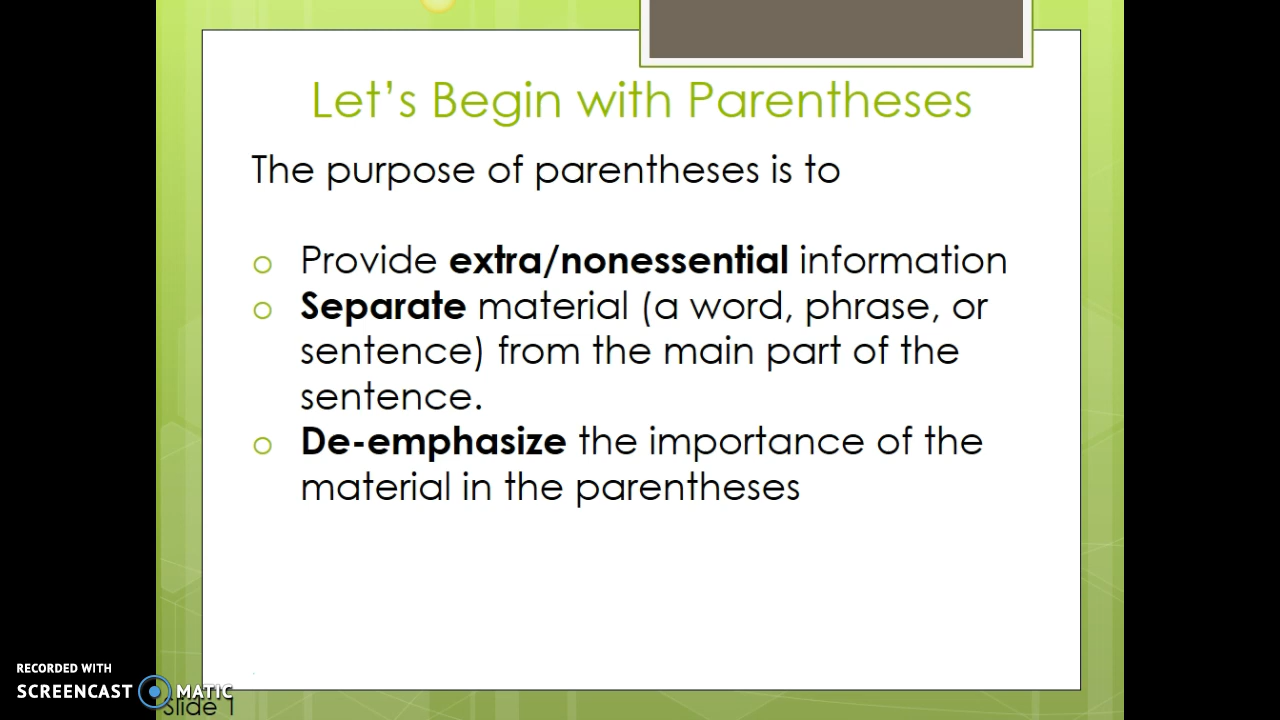 Let's Begin with Parentheses
The purpose of parentheses is to
Provide extra/nonessential information
Separate material (a word, phrase, or
sentence) from the main part of the
sentence.
De-emphasize the importance of the
material in the parentheses
RECORDED WITH
SCREENCAST MATIC
Slide 1